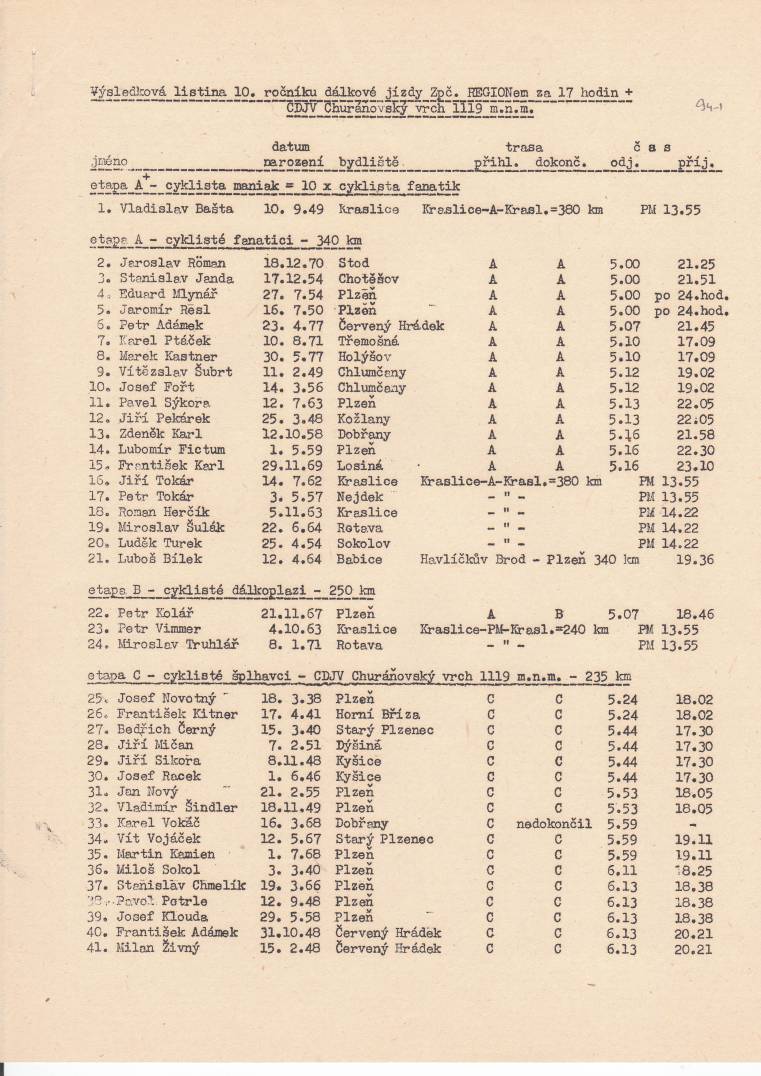 Výsledková listina 10. ročníku dálkové jízdy Zpč. REGIONem za 17 hodin +
CDJV Churáňovský vrch 1119 m.n.m.
94-1
datum trasa č a s
jméno narození bydliště přihl. dokonč. odj. příj.
etapa A+- cyklista maniak = 10 x cyklista fanatik
1. Vladislav Bašta 10. 9.49 Kraslice Kraslice-A-Krasl.=380 km PM 13.55
etapa A - cyklisté fanatici - 340 km
2. Jaroslav Röman 18.12.70 Stod A A 5.00 21.25
3. Stanislav Janda 17.12.54 Chotěšov A A 5.00 21.51
4. Eduard Mlynář 27. 7.54 Plzeň A A 5.00 po 24.hod.
5. Jaromír Resl 16. 7.50 Plzeň A A 5.00 po 24.hod.
6. Petr Adámek 23. 4.77 Červený Hrádek A A 5.07 21.45
7. Karel Ptáček 10. 8.71 Třemošná A A 5.10 17.09
8. Marek Kastner 30. 5.77 Holýšov A A 5.10 17.09
9. Vítězslav Šubrt 11. 2.49 Chlumčany A A 5.12 19.02
10. Josef Fořt 14. 3.56 Chlumčany A A 5.12 19.02
11. Pavel Sýkora 12. 7.63 Plzeň A A 5.13 22.05
12. Jiří Pekárek 25. 3.48 Kožlany A A 5.13 22.05
13. Zdeněk Karl 12.10.58 Dobřany A A 5.16 21.58
14. Lubomír Fictum 1. 5.59 Plzeň A A 5.16 22.30
15. František Karl 29.11.69 Losiná A A 5.16 23.10
16. Jiří Tokár 14. 7.62 Kraslice Kraslice-A-Krasl.=380 km PM 13.55
17. Petr Tokár 3. 5.57 Nejdek - " - PM 13.55
18. Roman Herčík 5.11.63 Kraslice - " - PM 14.22
19. Miroslav Šulák 22. 6.64 Rotava - " - PM 14.22
20. Luděk Turek 25. 4.54 Sokolov - " - PM 14.22
21. Luboš Bílek 12. 4.64 Babice Havlíčkův Brod - Plzeň 340 km 19.36
etapa B - cyklisté dálkoplazi - 250 km
22. Petr Kolář 21.11.67 Plzeň A B 5.07 18.46
23. Petr Vimmer 4.10.63 Kraslice Kraslice-PM-Krasl.=240 km PM 13.55
24. Miroslav Truhlář 8. 1.71 Rotava - " - PM 13.55
etapa C - cyklisté šplhavci - CDJV Churáňovský vrch 1119 m.n.m. - 235 km
25. Josef Novotný 18. 3.38 Plzeň C C 5.24 18.02
26. František Kitner 17. 4.41 Horní Bříza C C 5.24 18.02
27. Bedřich Černý 15. 3.40 Starý Plzenec C C 5.44 17.30
28. Jiří Mičan 7. 2.51 Dýšiná C C 5.44 17.30
29. Jiří Sikora 8.11.48 Kyšice C C 5.44 17.30
30. Josef Racek 1. 6.46 Kyšice C C 5.44 17.30
31. Jan Nový 21. 2.55 Plzeň C C 5.53 18.05
32. Vladimír Šindler 18.11.49 Plzeň C C 5.53 18.05
33. Karel Vokáč 16. 3.68 Dobřany C nedokončil 5.59 -
34. Vít Vojáček 12. 5.67 Starý Plzenec C C 5.59 19.11
35. Martin Kamien 1. 7.68 Plzeň C C 5.59 19.11
36. Miloš Sokol 3. 3.40 Plzeň C C 6.11 18.25
37. Stanislav Chmelík 19. 3.66 Plzeň C C 6.13 18.38
38. Pavel Petrle 12. 9.48 Plzeň C C 6.13 18.38
39. Josef Klouda 29. 5.58 Plzeň C C 6.13 18.38
40. František Adámek 31.10.48 Červený Hrádek C C 6.13 20.21
41. Milan Živný 15. 2.48 Červený Hrádek C C 6.13 20.21